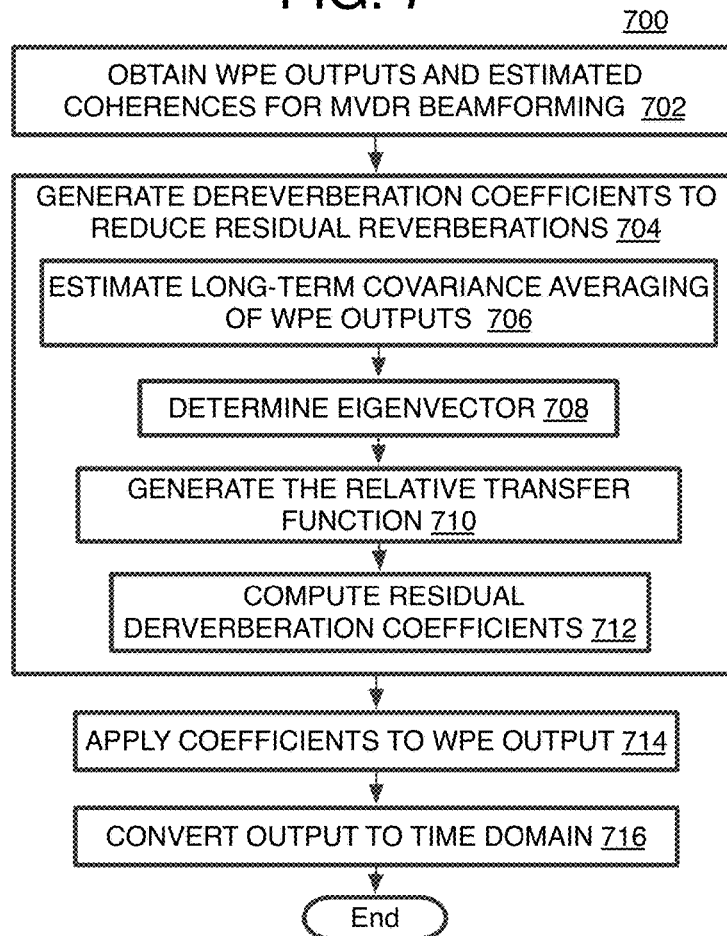 FIG. 7
700
OBTAIN WPE OUTPUTS AND ESTIMATED
COHERENCES FOR MVDR BEAMFORMING 702
GENERATE DEREVERBERATION COEFFICIENTS TO
REDUCE RESIDUAL REVERBERATIONS 704
ESTIMATE LONG-TERM COVARIANCE AVERAGING
OF WPE OUTPUTS 706
DETERMINE EIGENVECTOR 708
GENERATE THE RELATIVE TRANSFER
FUNCTION 710
COMPUTE RESIDUAL
DERVERBERATION COEFFICIENTS 712
APPLY COEFFICIENTS TO WPE OUTPUT 714
CONVERT OUTPUT TO TIME DOMAIN 716
End